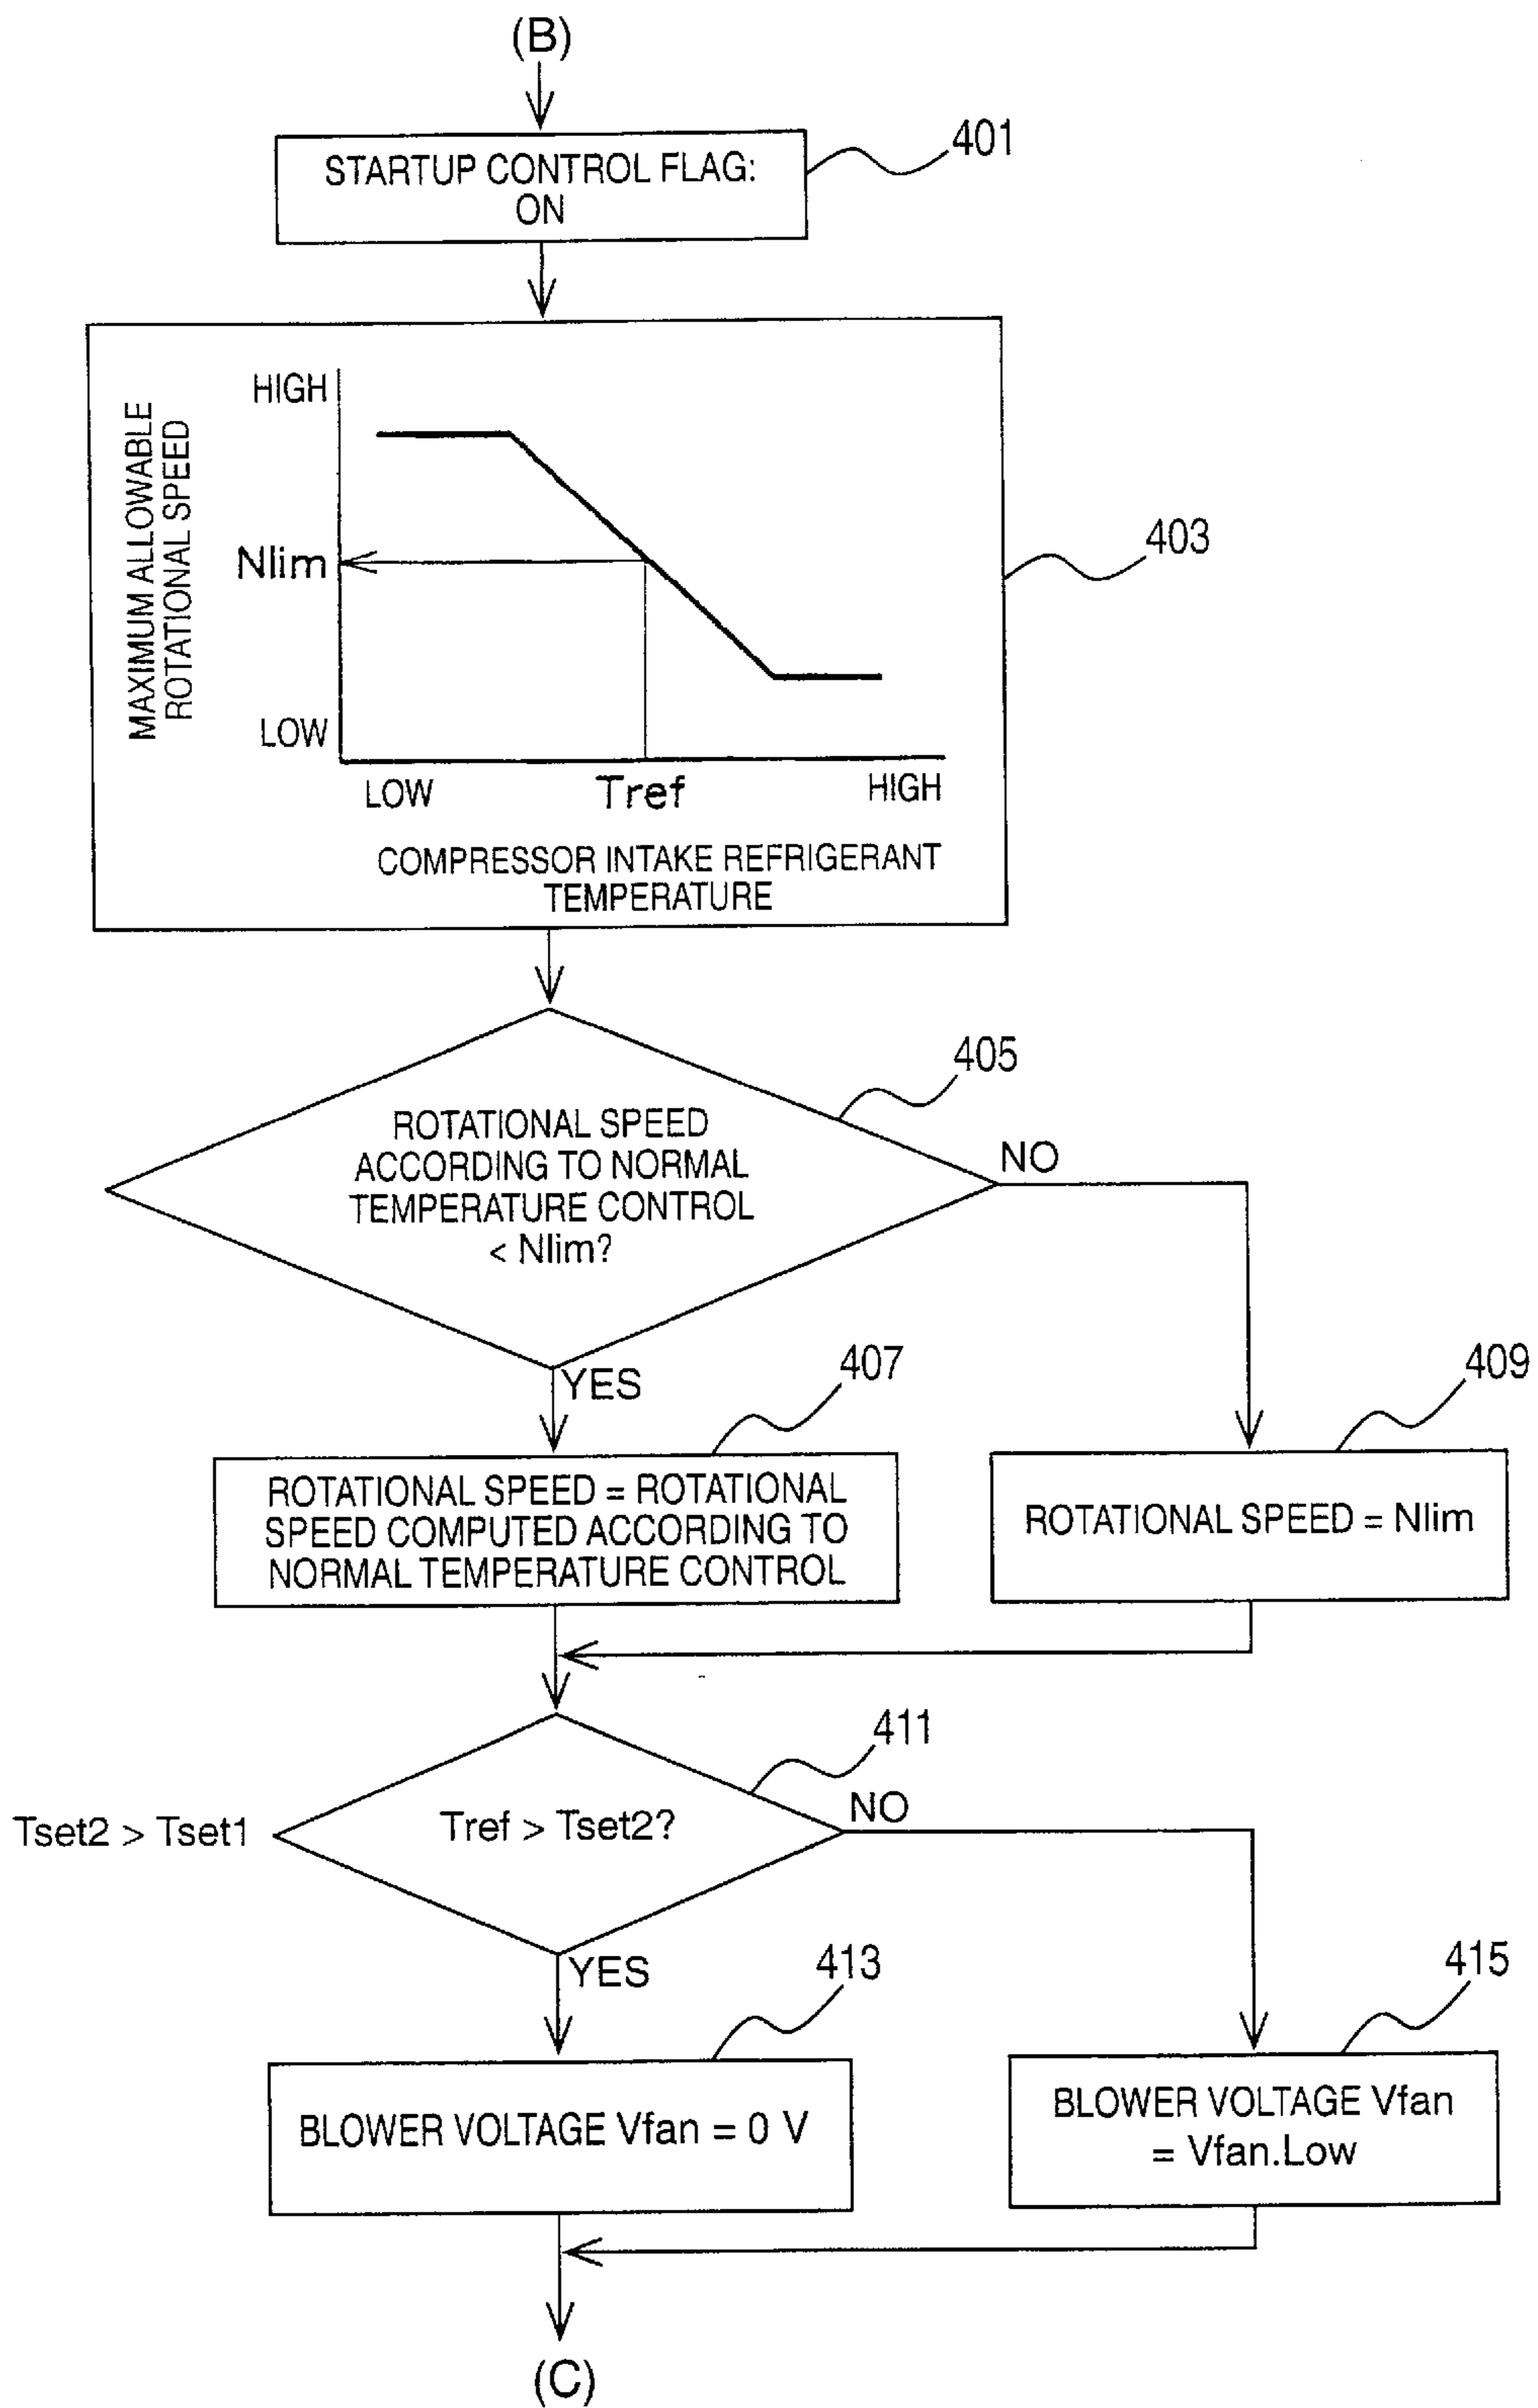 (B)
401
STARTUP CONTROL FLAG:
ON
HIGH
MAXIMUM ALLOWABLE
ROTATIONAL SPEED
Nlim
403
LOW
LOW
Tref
HIGH
COMPRESSOR INTAKE REFRIGERANT
TEMPERATURE
405
ROTATIONAL SPEED
ACCORDING TO NORMAL
TEMPERATURE CONTROL
< Nlim?
NO
YES
407
409
ROTATIONAL SPEED = ROTATIONAL
SPEED COMPUTED ACCORDING TO
NORMAL TEMPERATURE CONTROL
ROTATIONAL SPEED = Nlim
411
Tset2 > Tset1
Tref > Tset2?
NO
YES
413
415
BLOWER VOLTAGE Vfan = 0 V
BLOWER VOLTAGE Vfan
= Vfan.Low
(C)